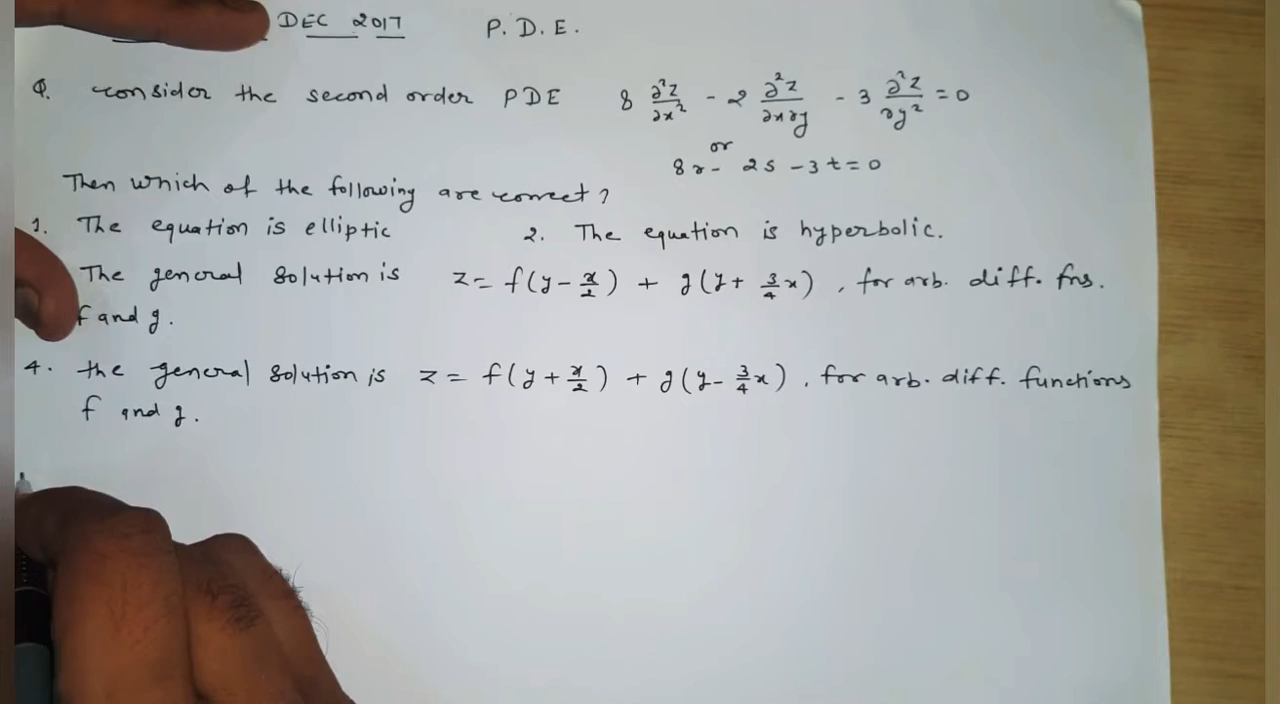 DEC 2017 P. D. E.
Q. consider the second order PDE 8 ∂²z/∂x² - 2 ∂²z/∂x∂y - 3 ∂²z/∂y² = 0
or
8r - 2s - 3t = 0
Then which of the following are correct?
1. The equation is elliptic 2. The equation is hyperbolic.
The general solution is z = f(y - x/2) + g(y + 3/4 x), for arb. diff. fns.
f and g.
4. the general solution is z = f(y + x/2) + g(y - 3/4 x), for arb. diff. functions
f and g.